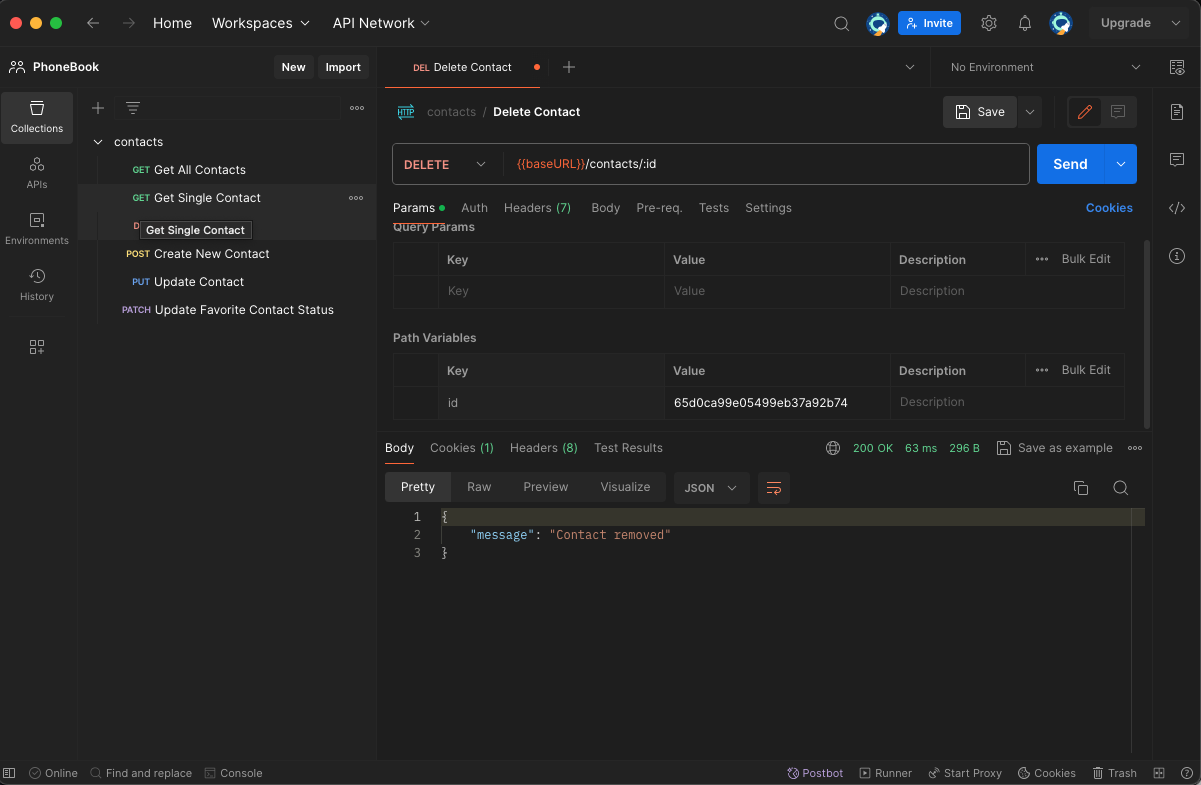 Home Workspaces API Network Invite Upgrade
PhoneBook New Import DEL Delete Contact No Environment
Collections
APIs
Environments
History
contacts
GET Get All Contacts
GET Get Single Contact
D
Get Single Contact
POST Create New Contact
PUT Update Contact
PATCH Update Favorite Contact Status
HTTP contacts / Delete Contact Save
DELETE {{baseURL}}/contacts/:id Send
Params Auth Headers (7) Body Pre-req. Tests Settings Cookies
Query Params
Key Value Description Bulk Edit
Key Value Description
Path Variables
Key Value Description Bulk Edit
id 65d0ca99e05499eb37a92b74 Description
Body Cookies (1) Headers (8) Test Results 200 OK 63 ms 296 B Save as example
Pretty Raw Preview Visualize JSON
1 {
2 "message": "Contact removed"
3 }
Online Find and replace Console Postbot Runner Start Proxy Cookies Trash